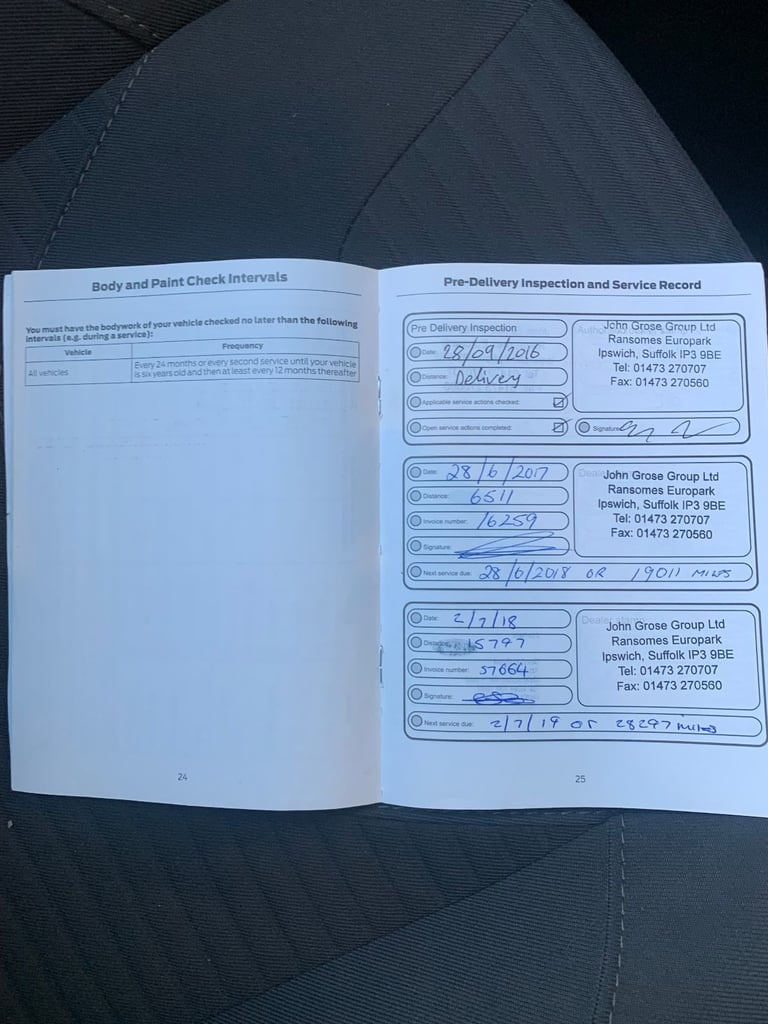 Body and Paint Check Intervals
You must have the bodywork of your vehicle checked no later than the following
intervals (e.g. during a service):
Vehicle Frequency
All vehicles Every 24 months or every second service until your vehicle
is six years old and then at least every 12 months thereafter
24
Pre-Delivery Inspection and Service Record
Pre Delivery Inspection
Date: 28/09/2016
Distance: Delivery
Applicable service actions checked:
Open service actions completed:
John Grose Group Ltd
Ransomes Europark
Ipswich, Suffolk IP3 9BE
Tel: 01473 270707
Fax: 01473 270560
Signature:
Date: 28/6/2017
Distance: 6511
Invoice number: 16259
Signature:
John Grose Group Ltd
Ransomes Europark
Ipswich, Suffolk IP3 9BE
Tel: 01473 270707
Fax: 01473 270560
Next service due: 28/6/2018 OR 19011 MILES
Date: 2/7/18
Distance: 15797
Invoice number: 57664
Signature:
John Grose Group Ltd
Ransomes Europark
Ipswich, Suffolk IP3 9BE
Tel: 01473 270707
Fax: 01473 270560
Next service due: 2/7/19 or 28297 miles
25